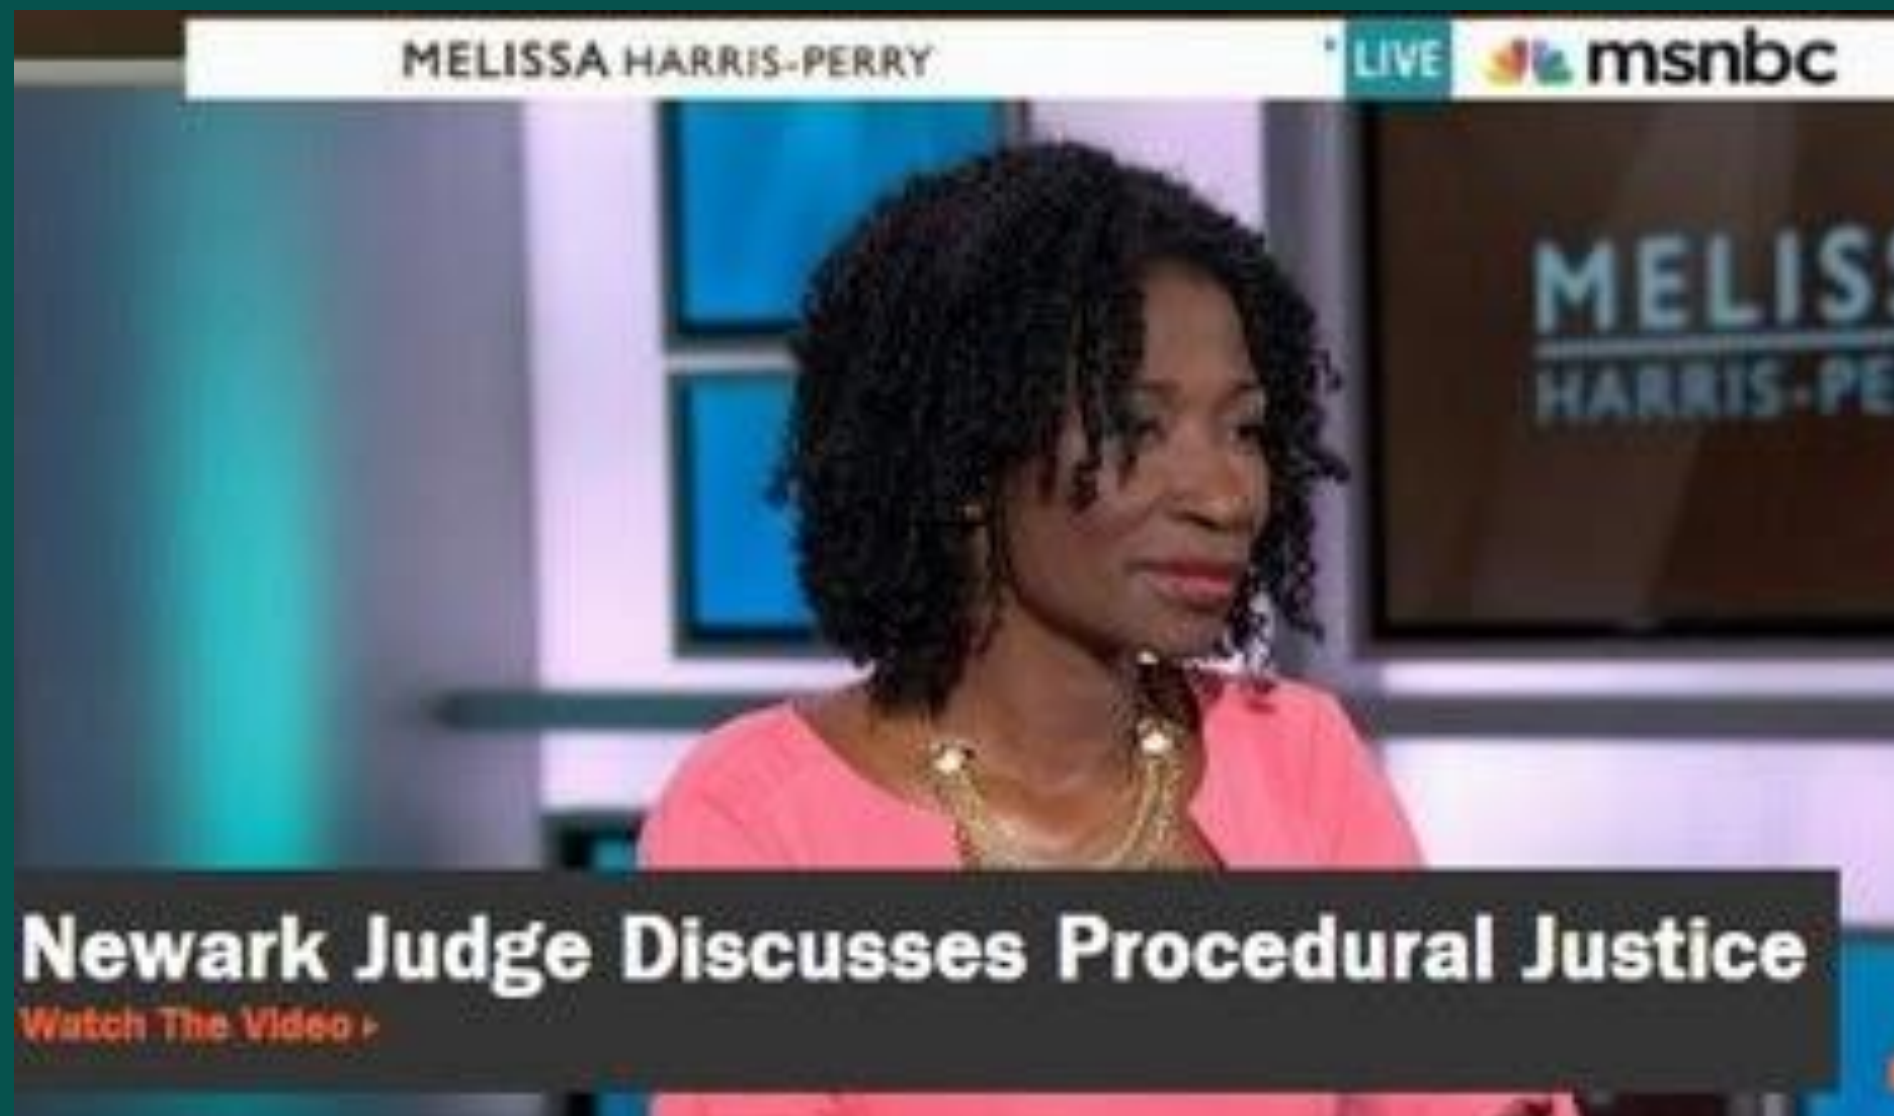 MELISSA HARRIS-PERRY
LIVE msnbc
MELISS
HARRIS-PE
Newark Judge Discusses Procedural Justice
Watch The Video